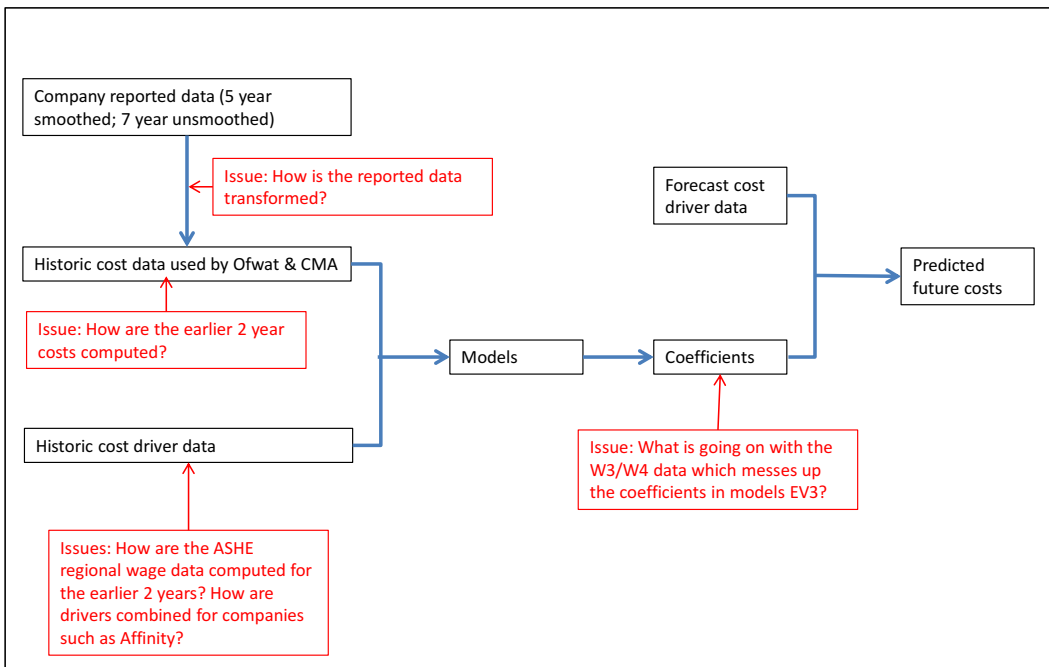 Company reported data (5 year
smoothed; 7 year unsmoothed)
Issue: How is the reported data
transformed?
Forecast cost
driver data
Historic cost data used by Ofwat & CMA
Predicted
future costs
Issue: How are the earlier 2 year
costs computed?
Models
Coefficients
Historic cost driver data
Issue: What is going on with the
W3/W4 data which messes up
the coefficients in models EV3?
Issues: How are the ASHE
regional wage data computed for
the earlier 2 years? How are
drivers combined for companies
such as Affinity?